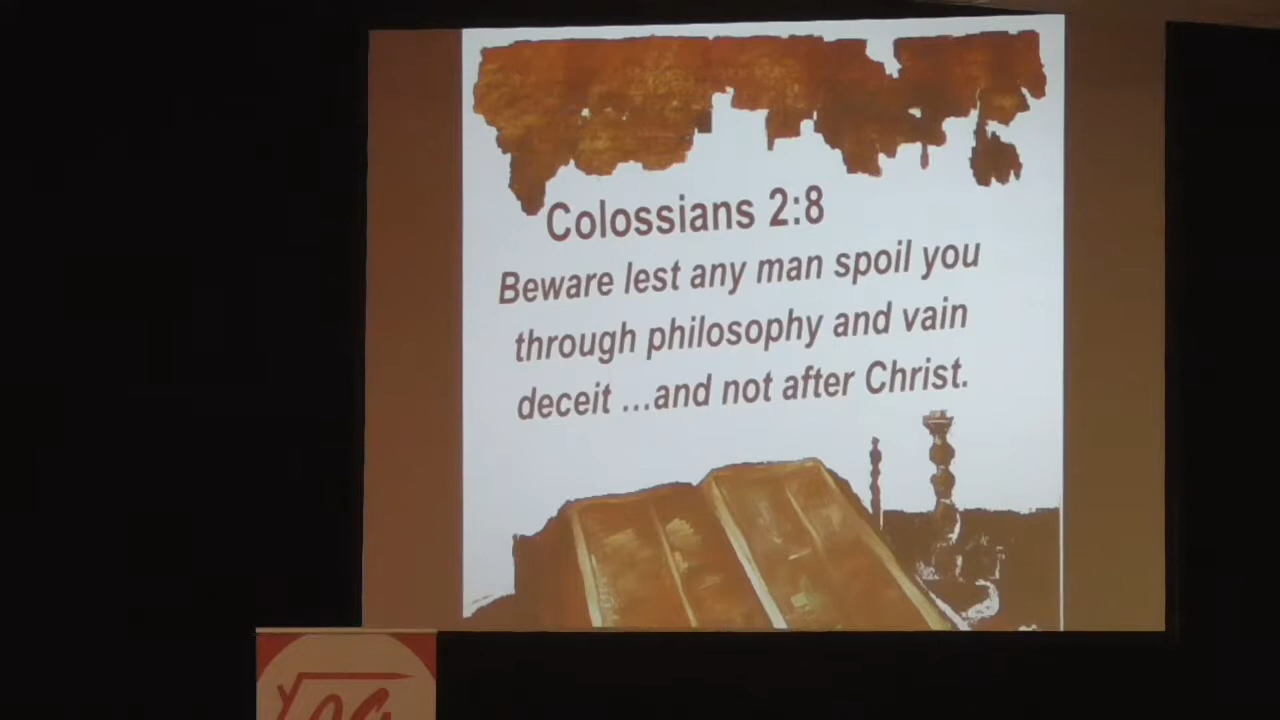 Colossians 2:8
Beware lest any man spoil you
through philosophy and vain
deceit ...and not after Christ.